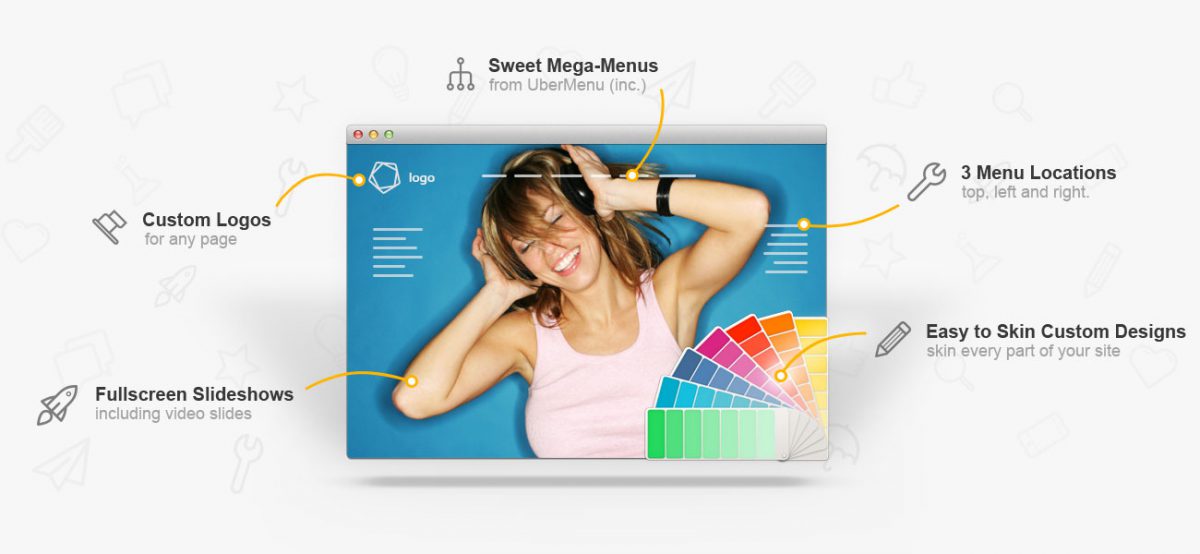 Sweet Mega-Menus
from UberMenu (inc.)
logo
3 Menu Locations
top, left and right.
Custom Logos
for any page
Easy to Skin Custom Designs
skin every part of your site
Fullscreen Slideshows
including video slides